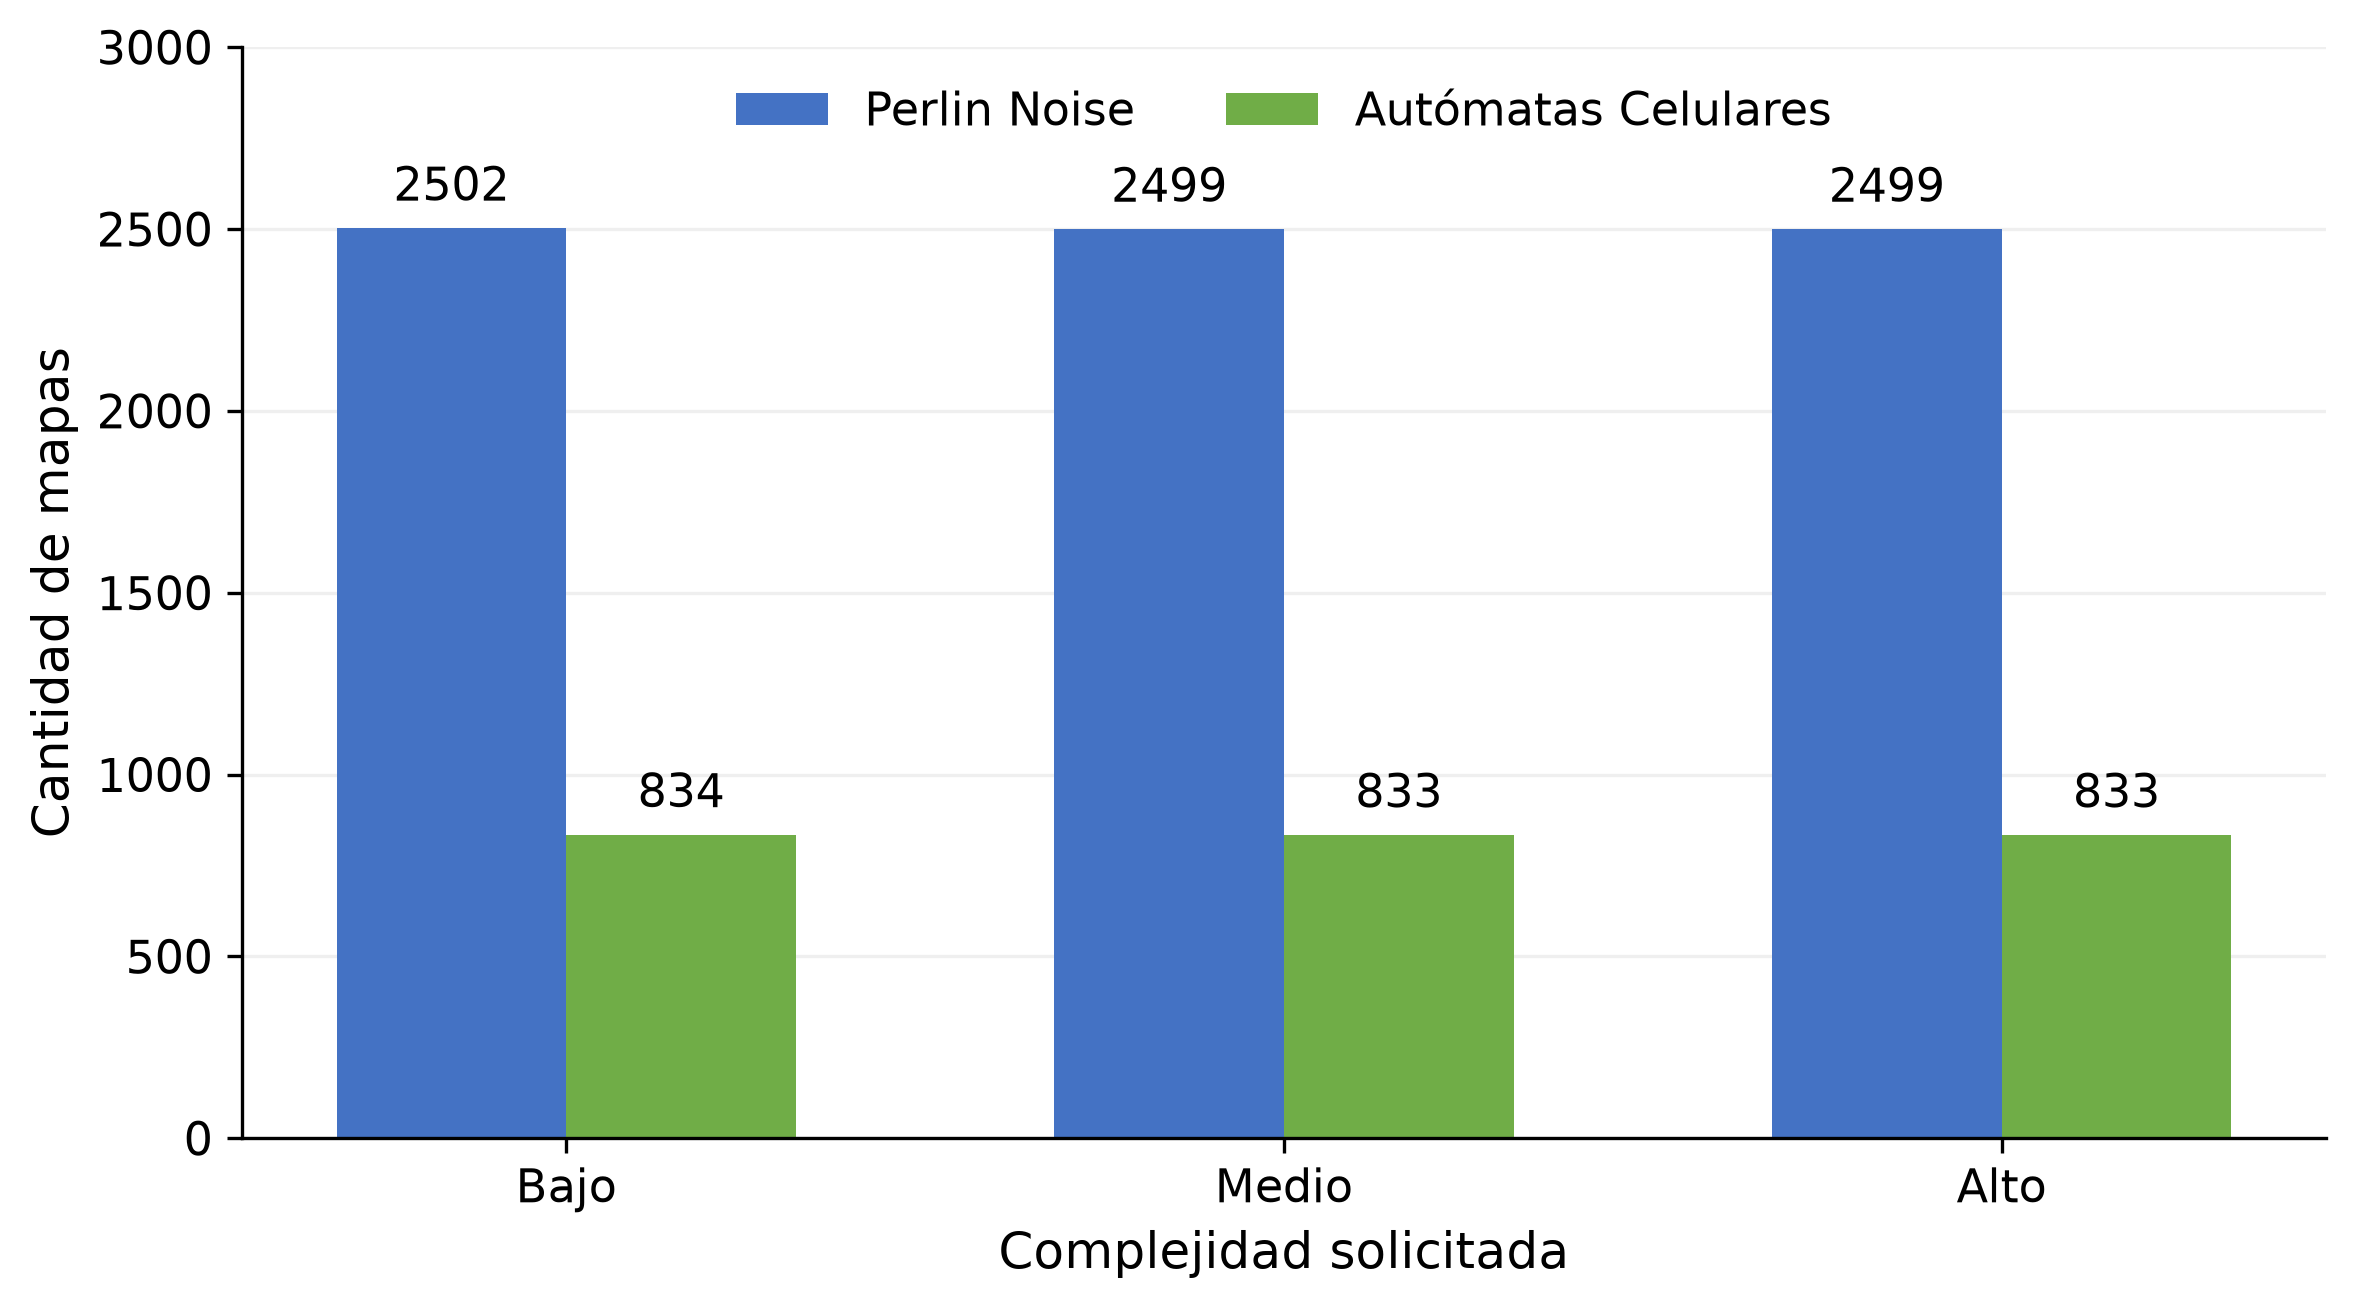 3000
Perlin Noise
Autómatas Celulares
2502
2499
2499
2500
2000
1500
1000
834
833
833
500
0
Cantidad de mapas
Bajo
Medio
Alto
Complejidad solicitada